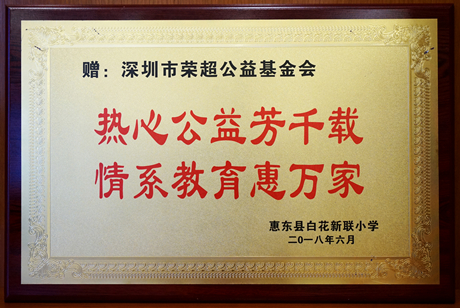 赠：深圳市荣超公益基金会
热心公益芳千载
情系教育惠万家
惠东县白花新联小学
二〇一八年六月